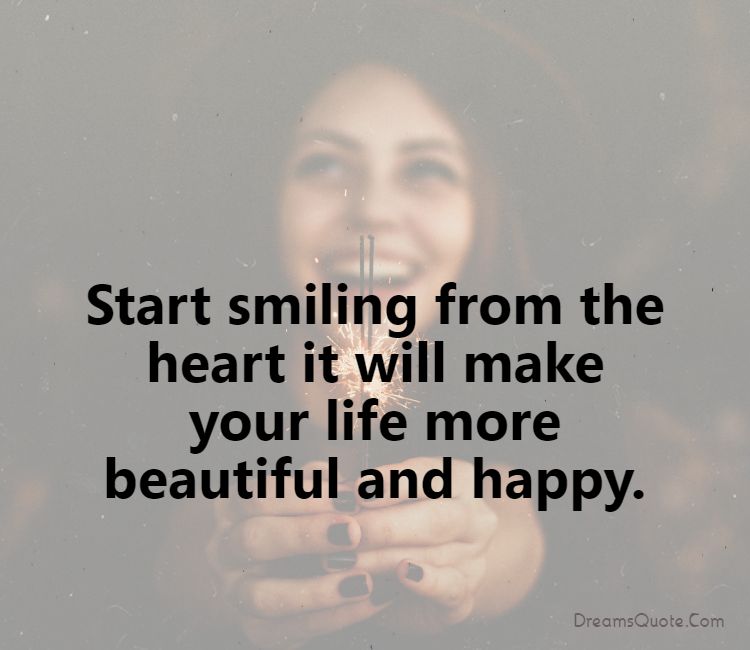 Start smiling from the
heart it will make
your life more
beautiful and happy.
DreamsQuote.Com